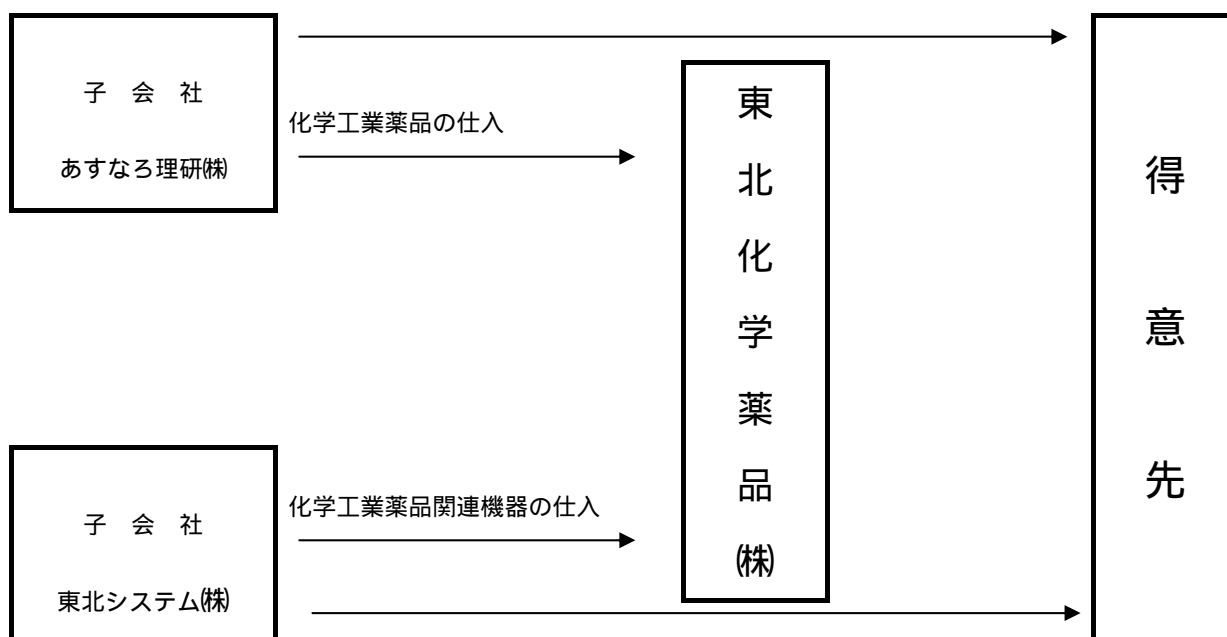 子　会　社
あすなろ理研㈱
化学工業薬品の仕入
東北化学薬品㈱
得意先
子　会　社
東北システム㈱
化学工業薬品関連機器の仕入